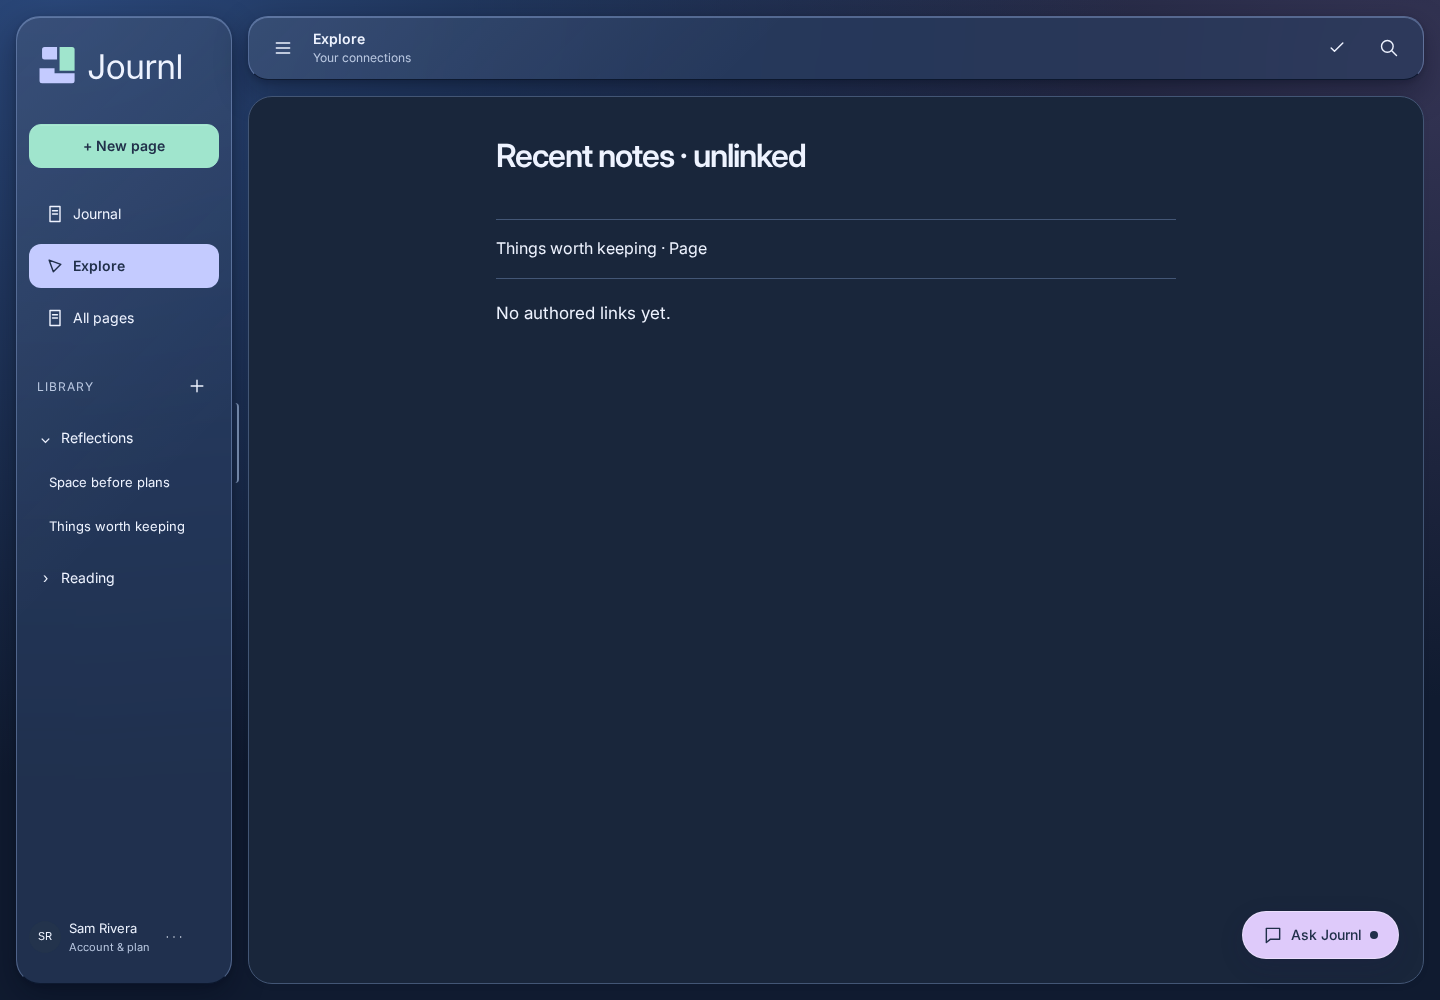 Journl
+ New page
Journal
Explore
All pages
LIBRARY
Reflections
Space before plans
Things worth keeping
Reading
SR
Sam Rivera
Account & plan
Explore
Your connections
Recent notes · unlinked
Things worth keeping · Page
No authored links yet.
Ask Journl